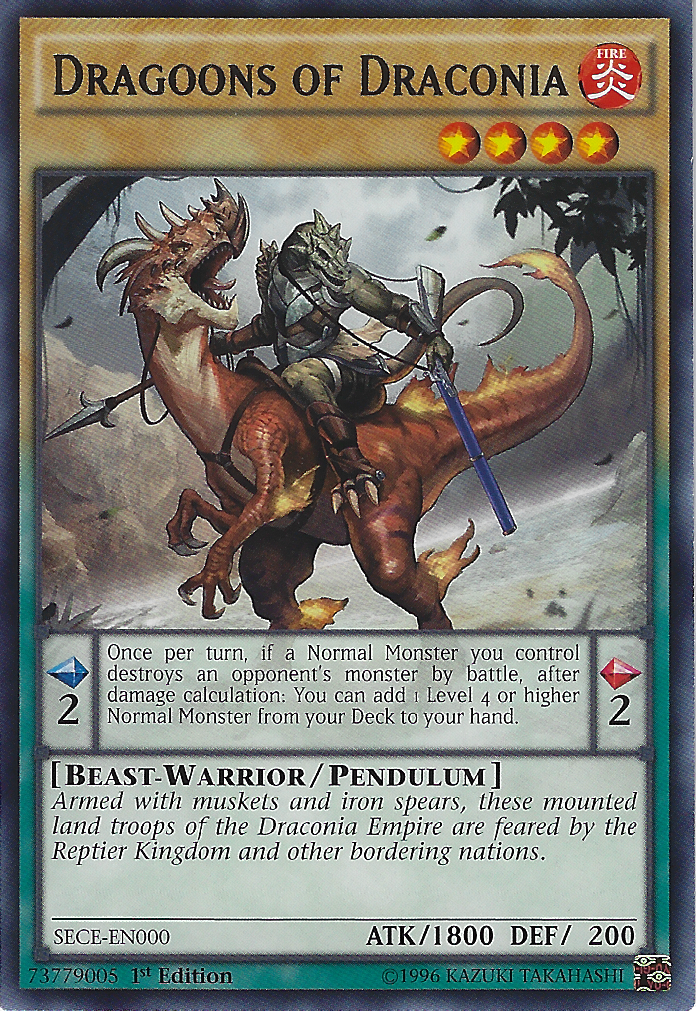 DRAGOONS OF DRACONIA
FIRE
炎
Once per turn, if a Normal Monster you control
destroys an opponent's monster by battle, after
damage calculation: You can add 1 Level 4 or higher
Normal Monster from your Deck to your hand.
2
2
[BEAST-WARRIOR/PENDULUM]
Armed with muskets and iron spears, these mounted
land troops of the Draconia Empire are feared by the
Reptier Kingdom and other bordering nations.
SECE-EN000
ATK/1800 DEF/ 200
73779005 1st Edition
©1996 KAZUKI TAKAHASHI